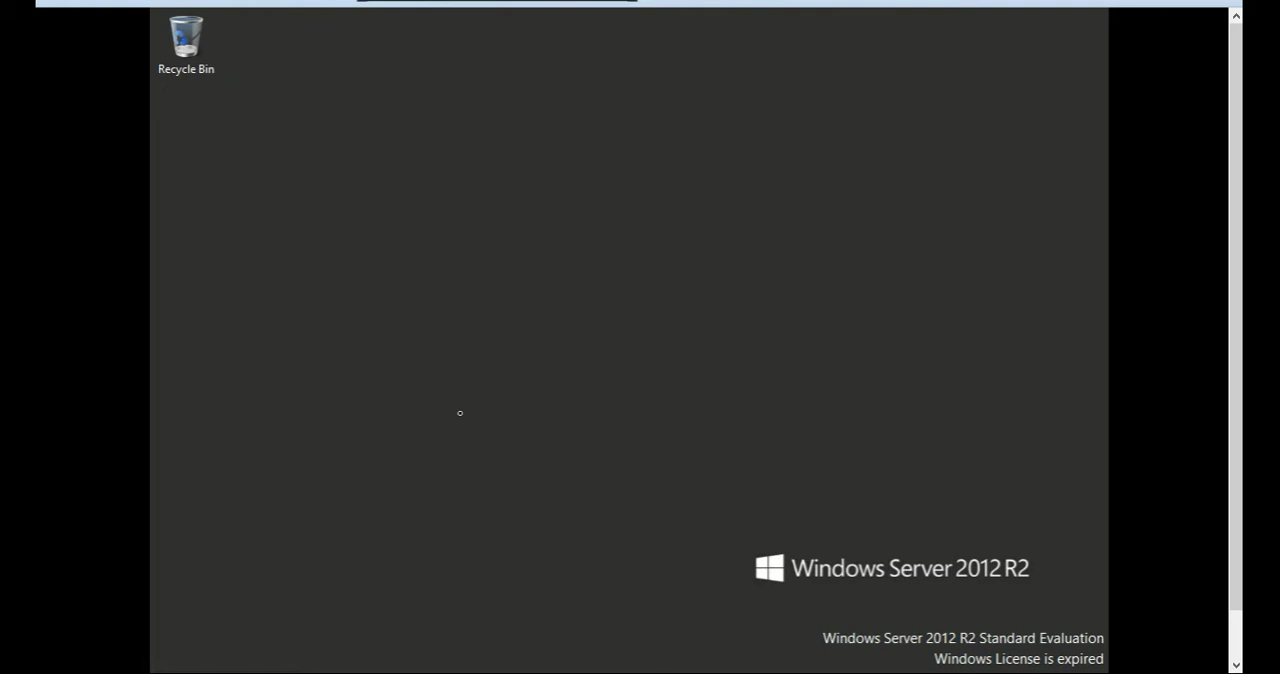 Recycle Bin
Windows Server 2012 R2
Windows Server 2012 R2 Standard Evaluation
Windows License is expired